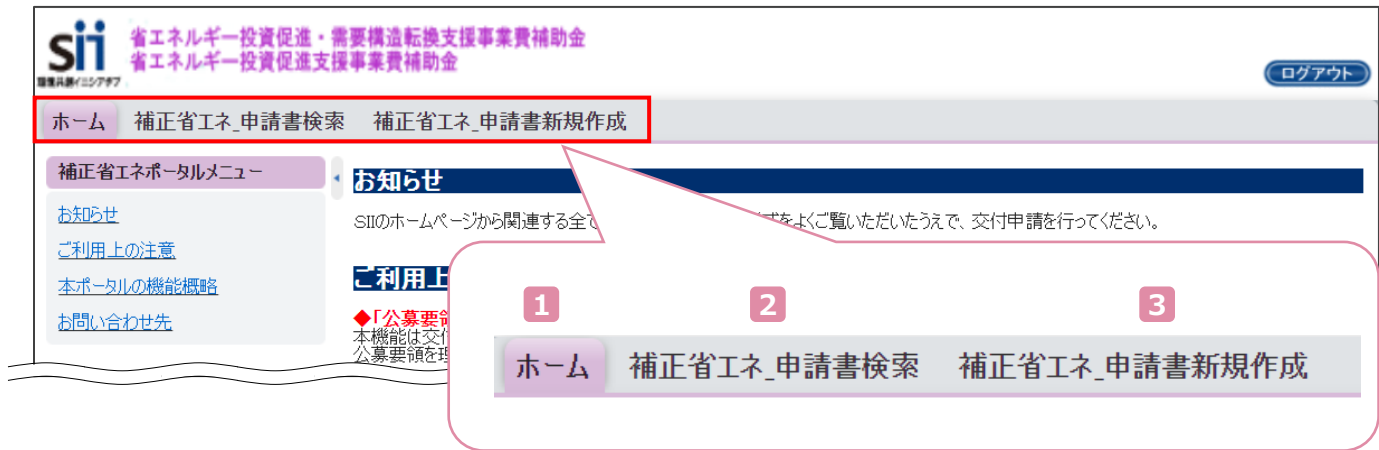 sii
省エネルギー投資促進・需要構造転換支援事業費補助金
省エネルギー投資促進支援事業費補助金
環境共創イニシアチブ
ログアウト
ホーム 補正省エネ_申請書検索 補正省エネ_申請書新規作成
補正省エネポータルメニュー
お知らせ
ご利用上の注意
本ポータルの機能概略
お問い合わせ先
お知らせ
SIIのホームページから関連する全て
をよくご覧いただいたうえで、交付申請を行ってください。
ご利用上
◆「公募要領
本機能は交付
公募要領を理
1 2 3
ホーム 補正省エネ_申請書検索 補正省エネ_申請書新規作成